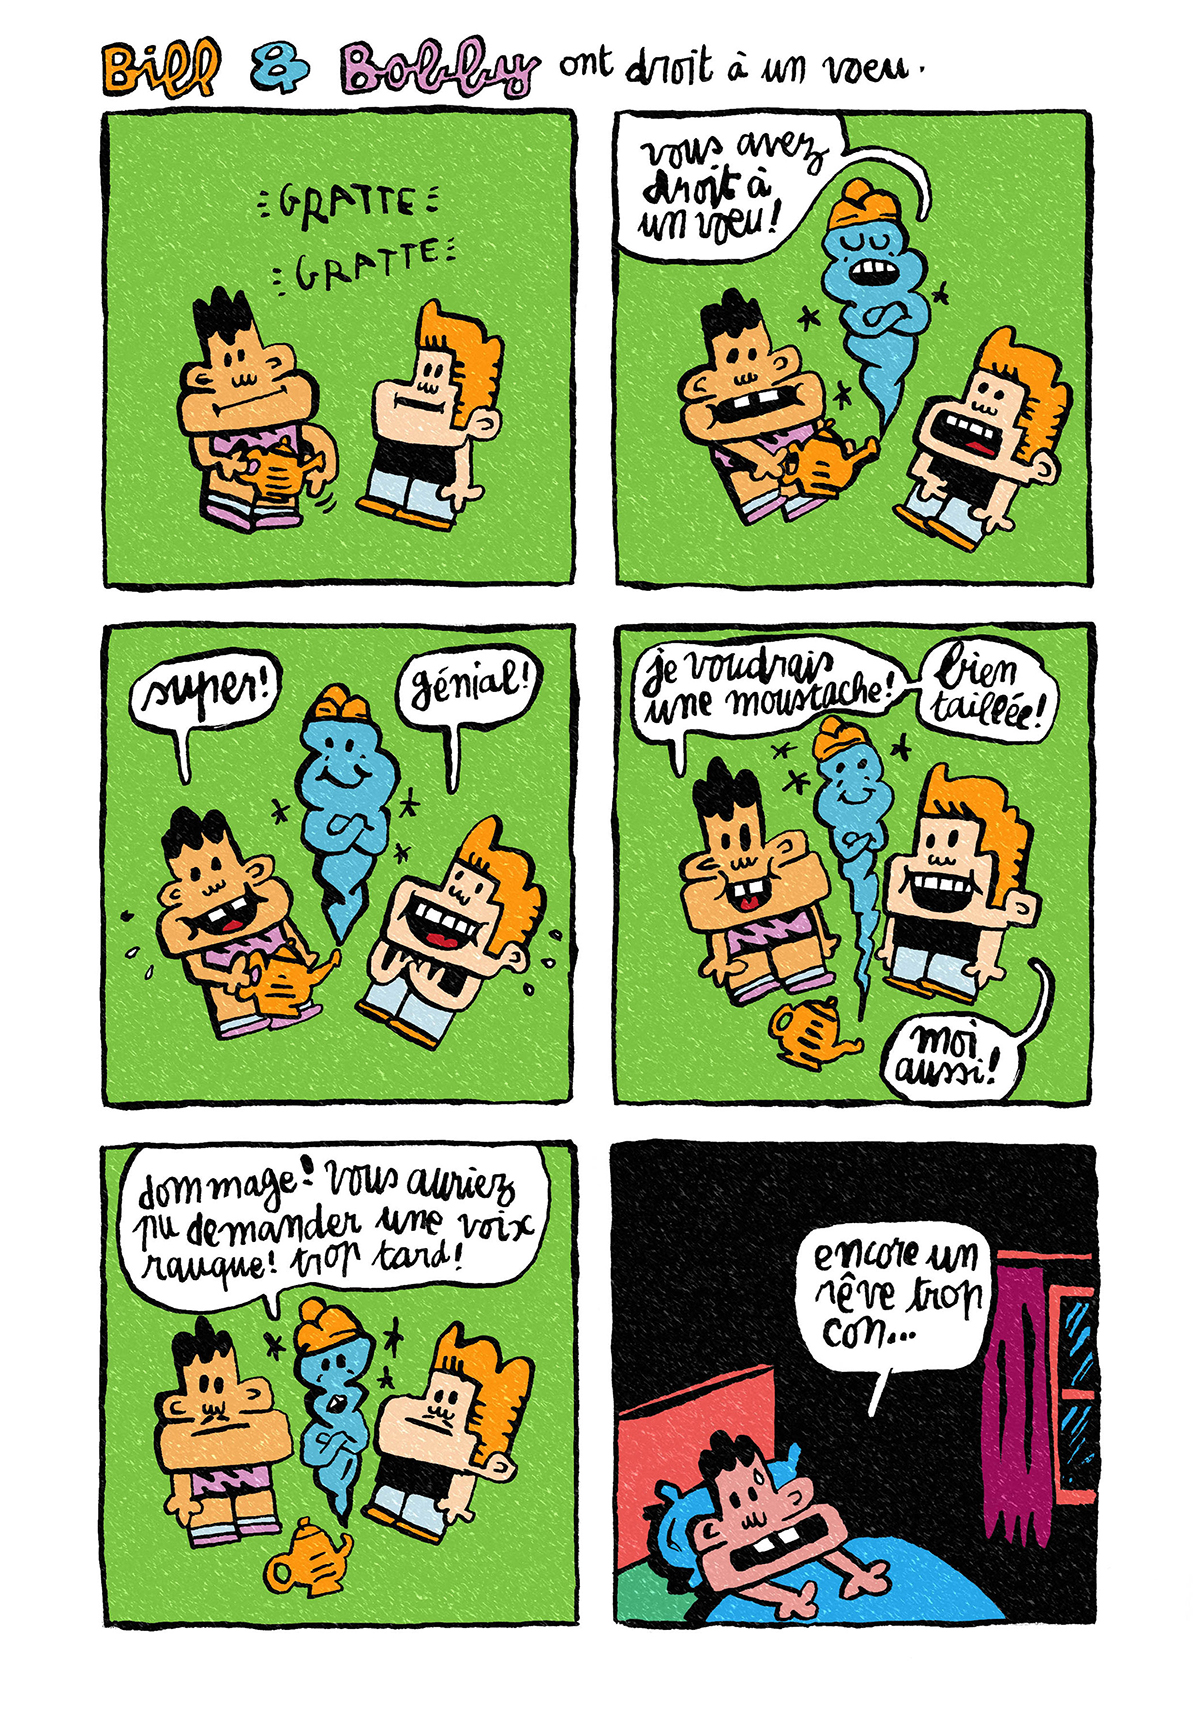 Bill & Bobby ont droit à un voeu.
GRATTE
GRATTE
vous avez
droit à
un voeu!
super!
génial!
je voudrais
une moustache!
bien
taillée!
moi
aussi!
dommage! vous auriez
pu demander une voix
rauque! trop tard!
encore un
rêve trop
con...